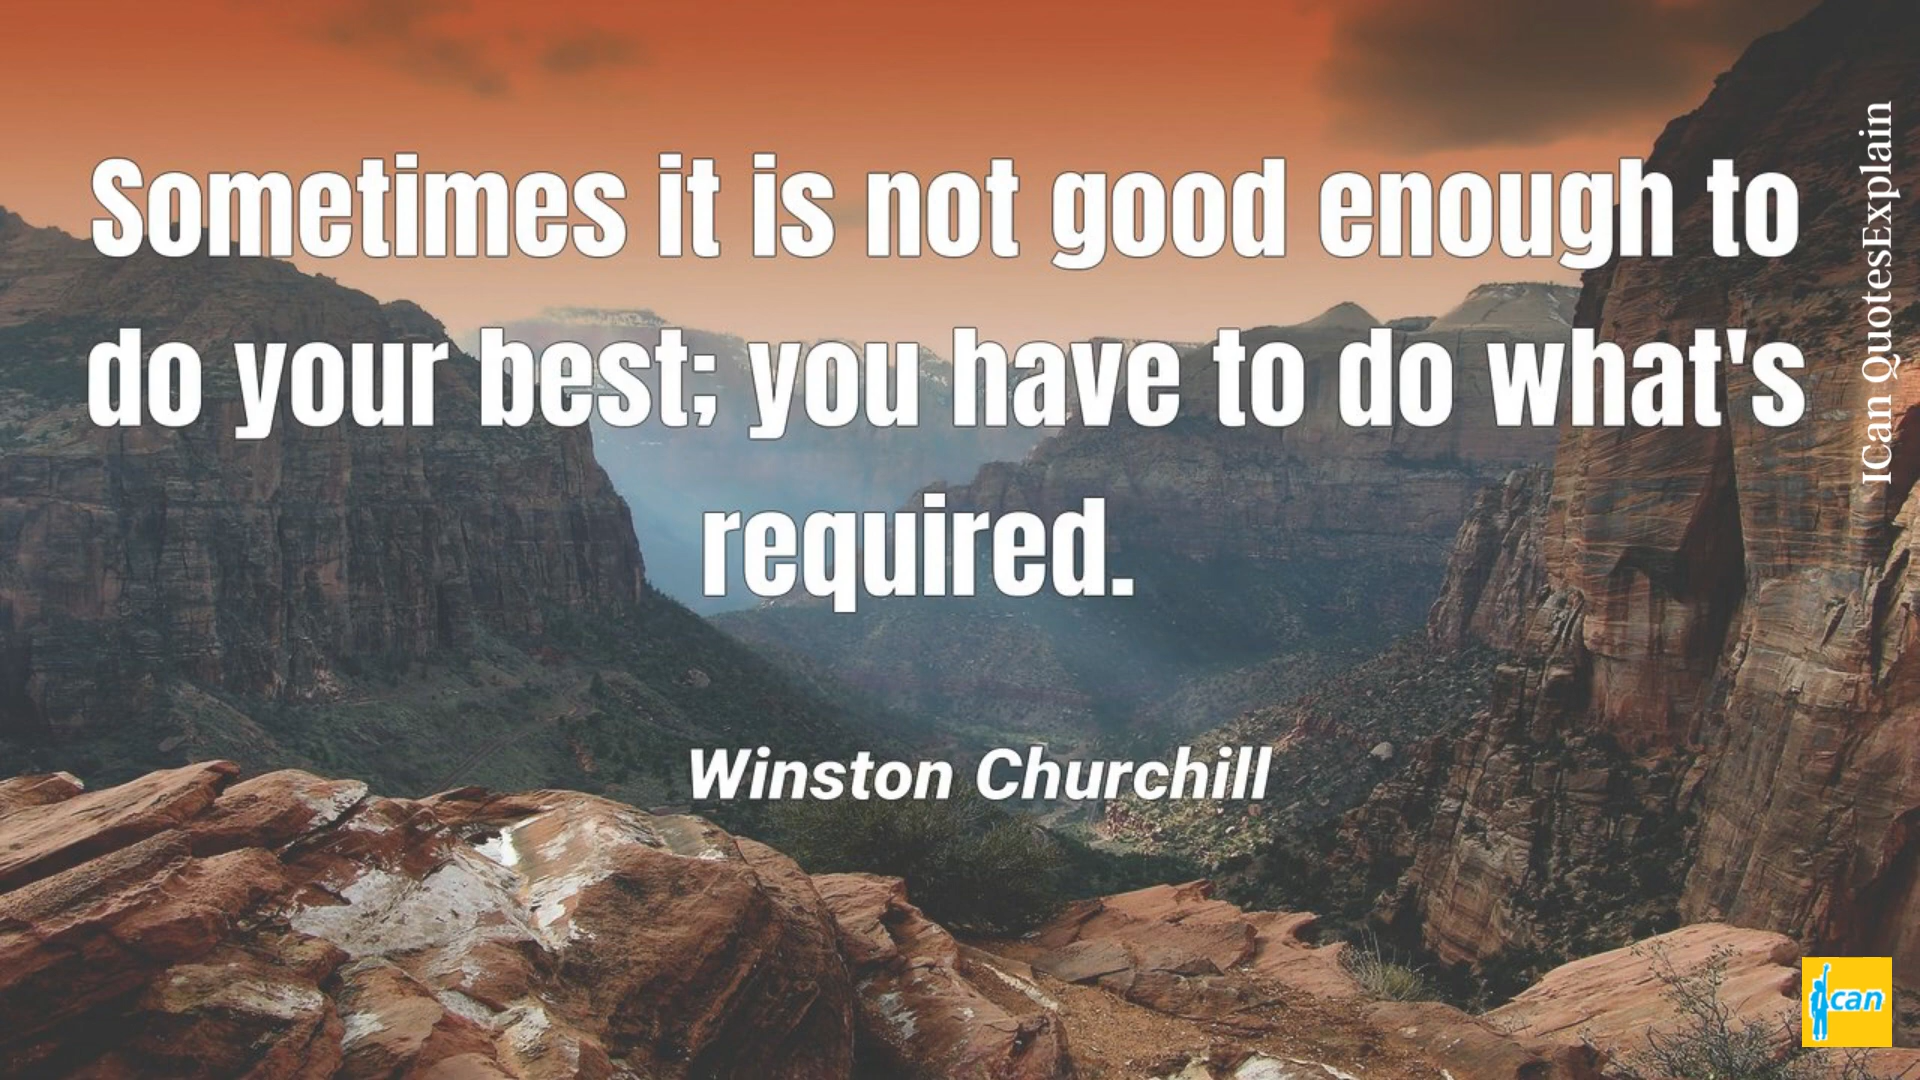 Sometimes it is not good enough to
do your best; you have to do what's
required.
Winston Churchill
ICan QuotesExplain
ican